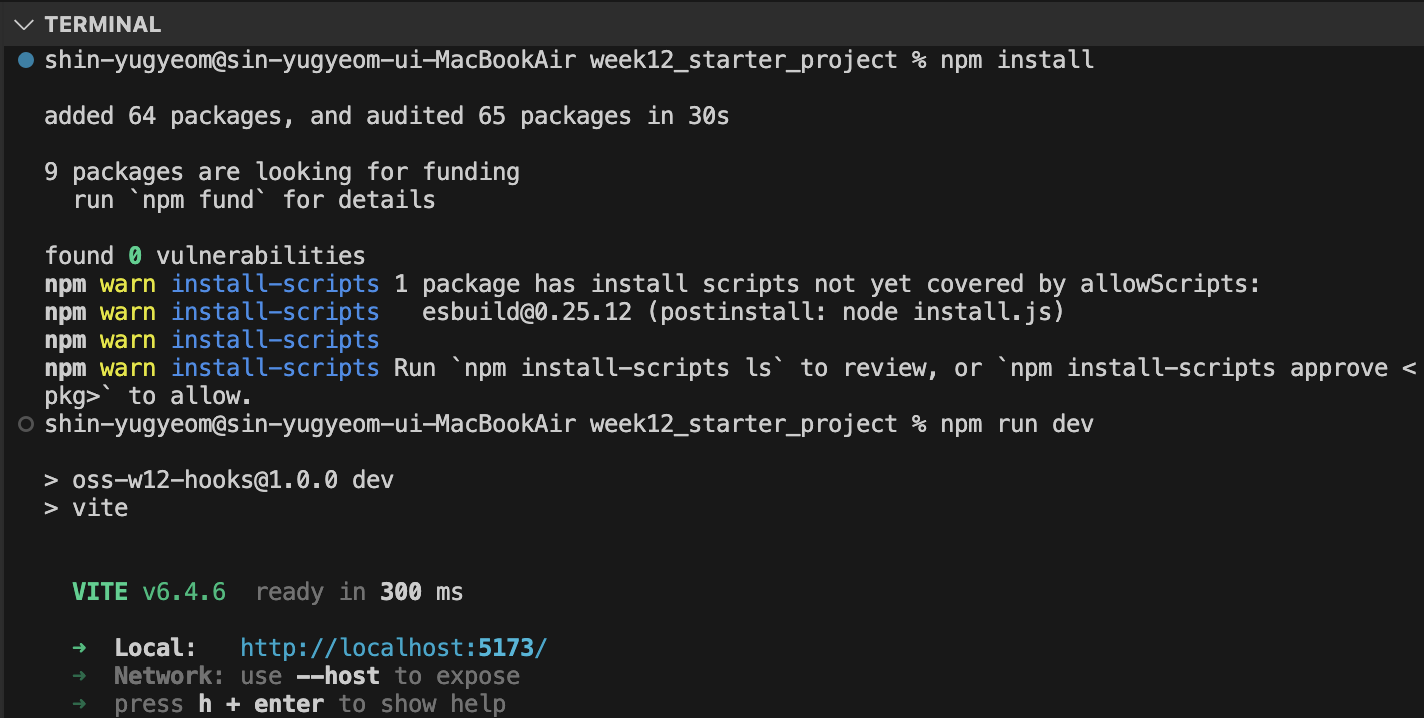 TERMINAL
shin-yugyeom@sin-yugyeom-ui-MacBookAir week12_starter_project % npm install
added 64 packages, and audited 65 packages in 30s
9 packages are looking for funding
  run `npm fund` for details
found 0 vulnerabilities
npm warn install-scripts 1 package has install scripts not yet covered by allowScripts:
npm warn install-scripts   esbuild@0.25.12 (postinstall: node install.js)
npm warn install-scripts
npm warn install-scripts Run `npm install-scripts ls` to review, or `npm install-scripts approve <
pkg>` to allow.
shin-yugyeom@sin-yugyeom-ui-MacBookAir week12_starter_project % npm run dev
> oss-w12-hooks@1.0.0 dev
> vite
  VITE v6.4.6  ready in 300 ms
  ➜  Local:   http://localhost:5173/
  ➜  Network: use --host to expose
  ➜  press h + enter to show help